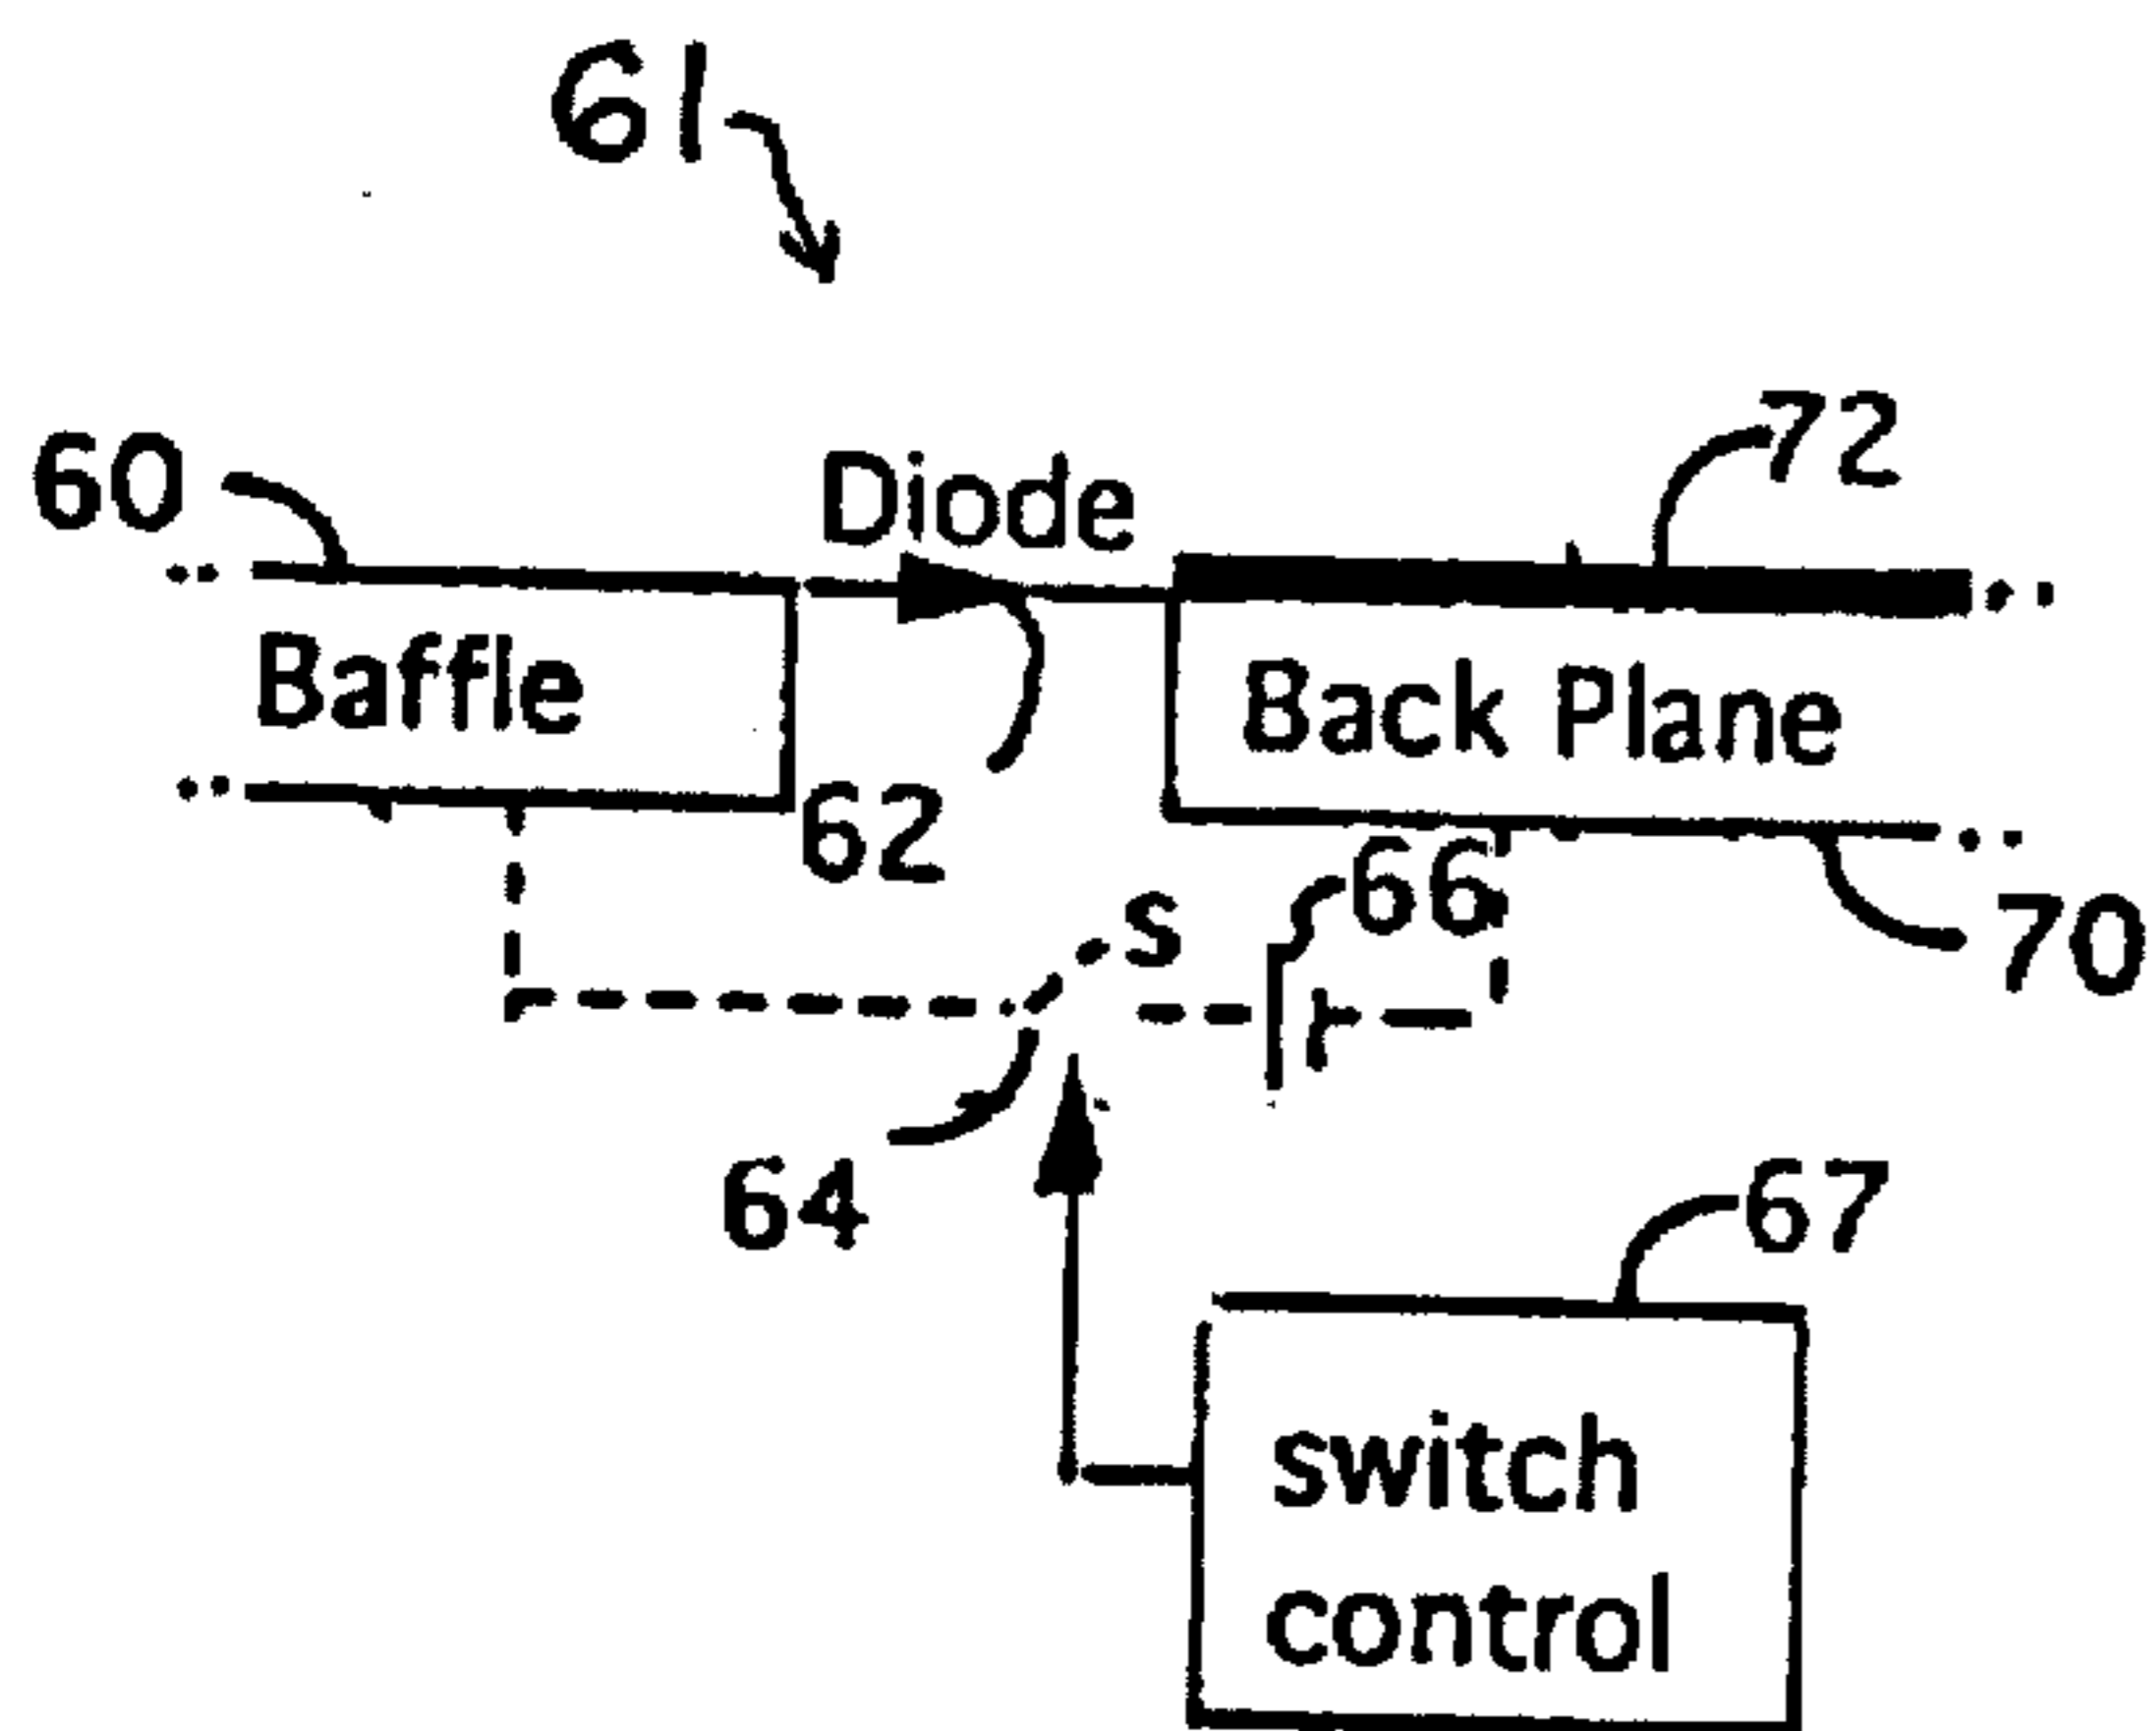 61
72
60
Diode
Baffle
Back Plane
62
66
s
70
64
67
switch
control